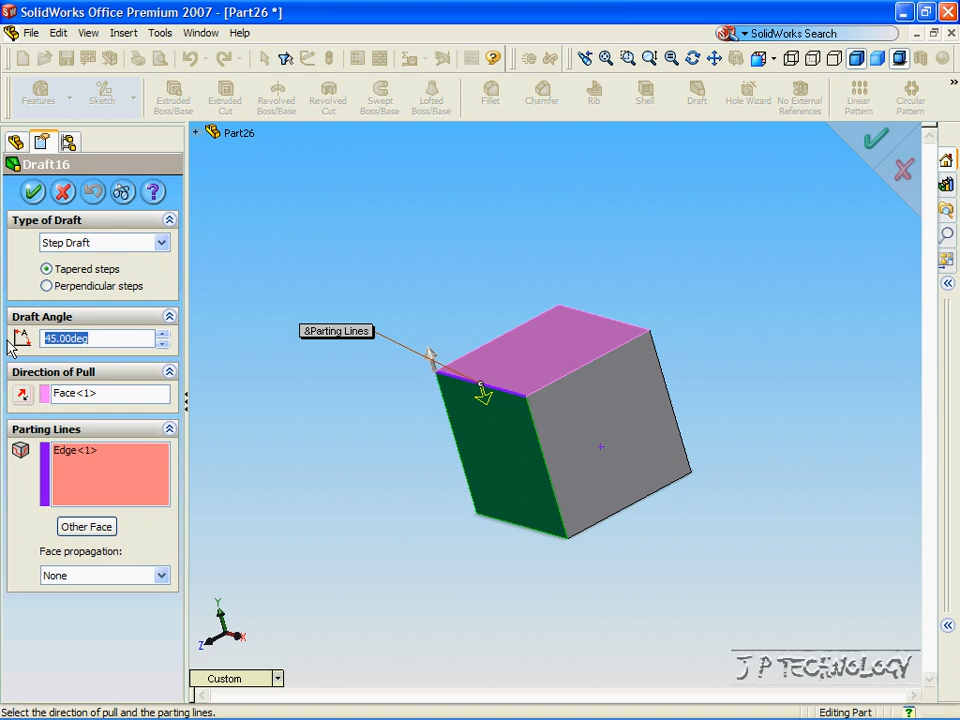 SolidWorks Office Premium 2007 - [Part26 *]
File Edit View Insert Tools Window Help
SolidWorks Search
Features Sketch Extruded Boss/Base Extruded Cut Revolved Boss/Base Revolved Cut Swept Boss/Base Lofted Boss/Base Fillet Chamfer Rib Shell Draft Hole Wizard No External References Linear Pattern Circular Pattern
Part26
Draft16
Type of Draft
Step Draft
Tapered steps
Perpendicular steps
Draft Angle
A
45.00deg
&Parting Lines
Direction of Pull
Face<1>
Parting Lines
Edge<1>
Other Face
Face propagation:
None
Y
Z X
Custom
J P TECHNOLOGY
Select the direction of pull and the parting lines.
Editing Part